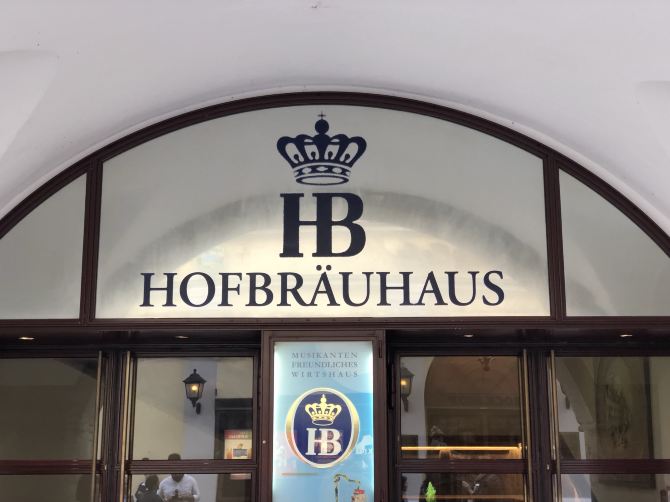 HB
HOFBRÄUHAUS
MUSIKANTEN
FREUNDLICHES
WIRTSHAUS
HB